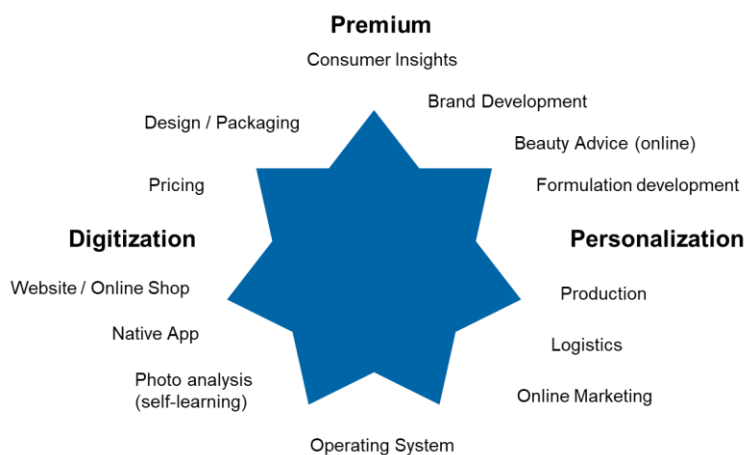 Premium
Consumer Insights
Brand Development
Design / Packaging
Beauty Advice (online)
Pricing
Formulation development
Digitization
Personalization
Website / Online Shop
Production
Native App
Logistics
Photo analysis
(self-learning)
Online Marketing
Operating System